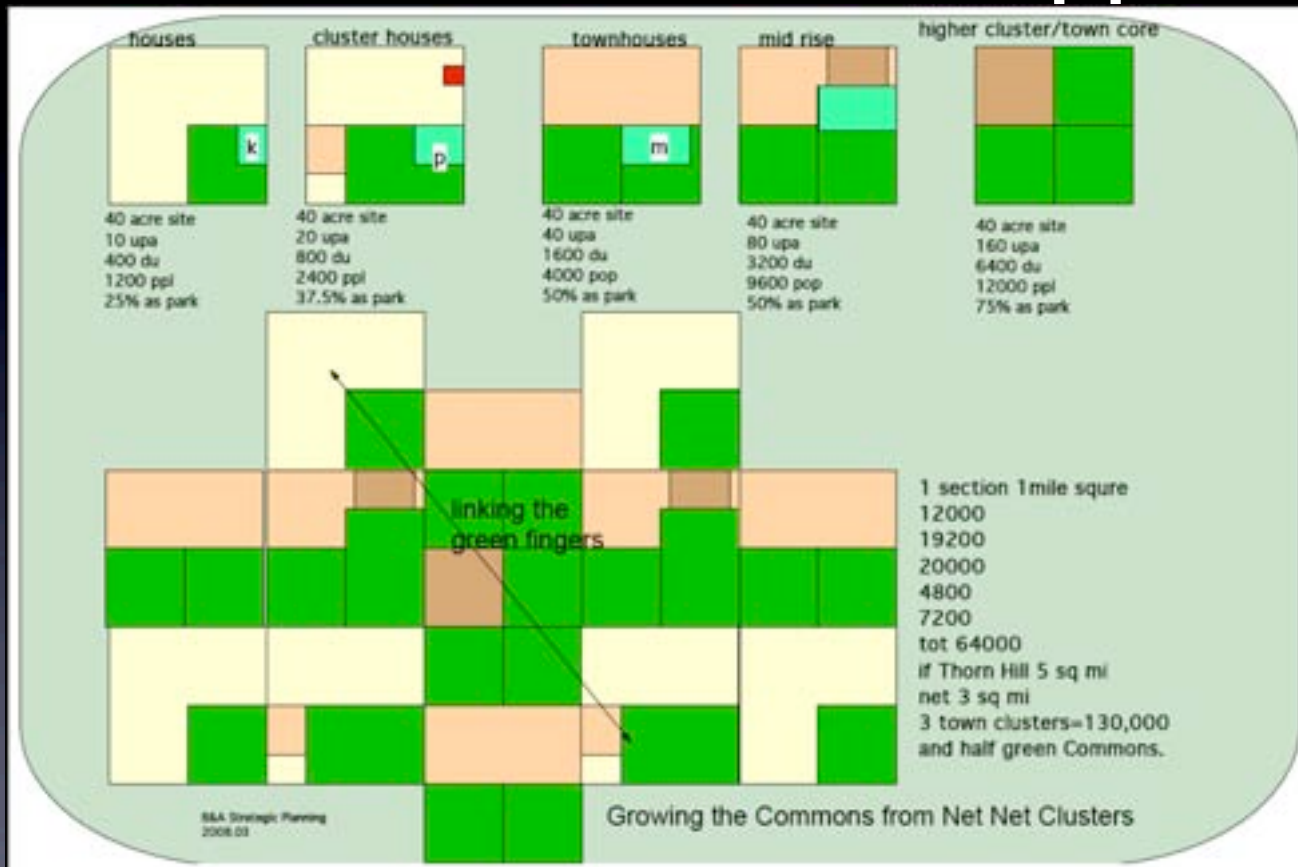 houses
cluster houses
townhouses
mid rise
higher cluster/town core
k
p
m
40 acre site
10 upa
400 du
1200 ppl
25% as park
40 acre site
20 upa
800 du
2400 ppl
37.5% as park
40 acre site
40 upa
1600 du
4000 pop
50% as park
40 acre site
80 upa
3200 du
9600 pop
50% as park
40 acre site
160 upa
6400 du
12000 ppl
75% as park
linking the
green fingers
1 section 1mile squre
12000
19200
20000
4800
7200
tot 64000
if Thorn Hill 5 sq mi
net 3 sq mi
3 town clusters=130,000
and half green Commons.
B&A Strategic Planning
2008.03
Growing the Commons from Net Net Clusters